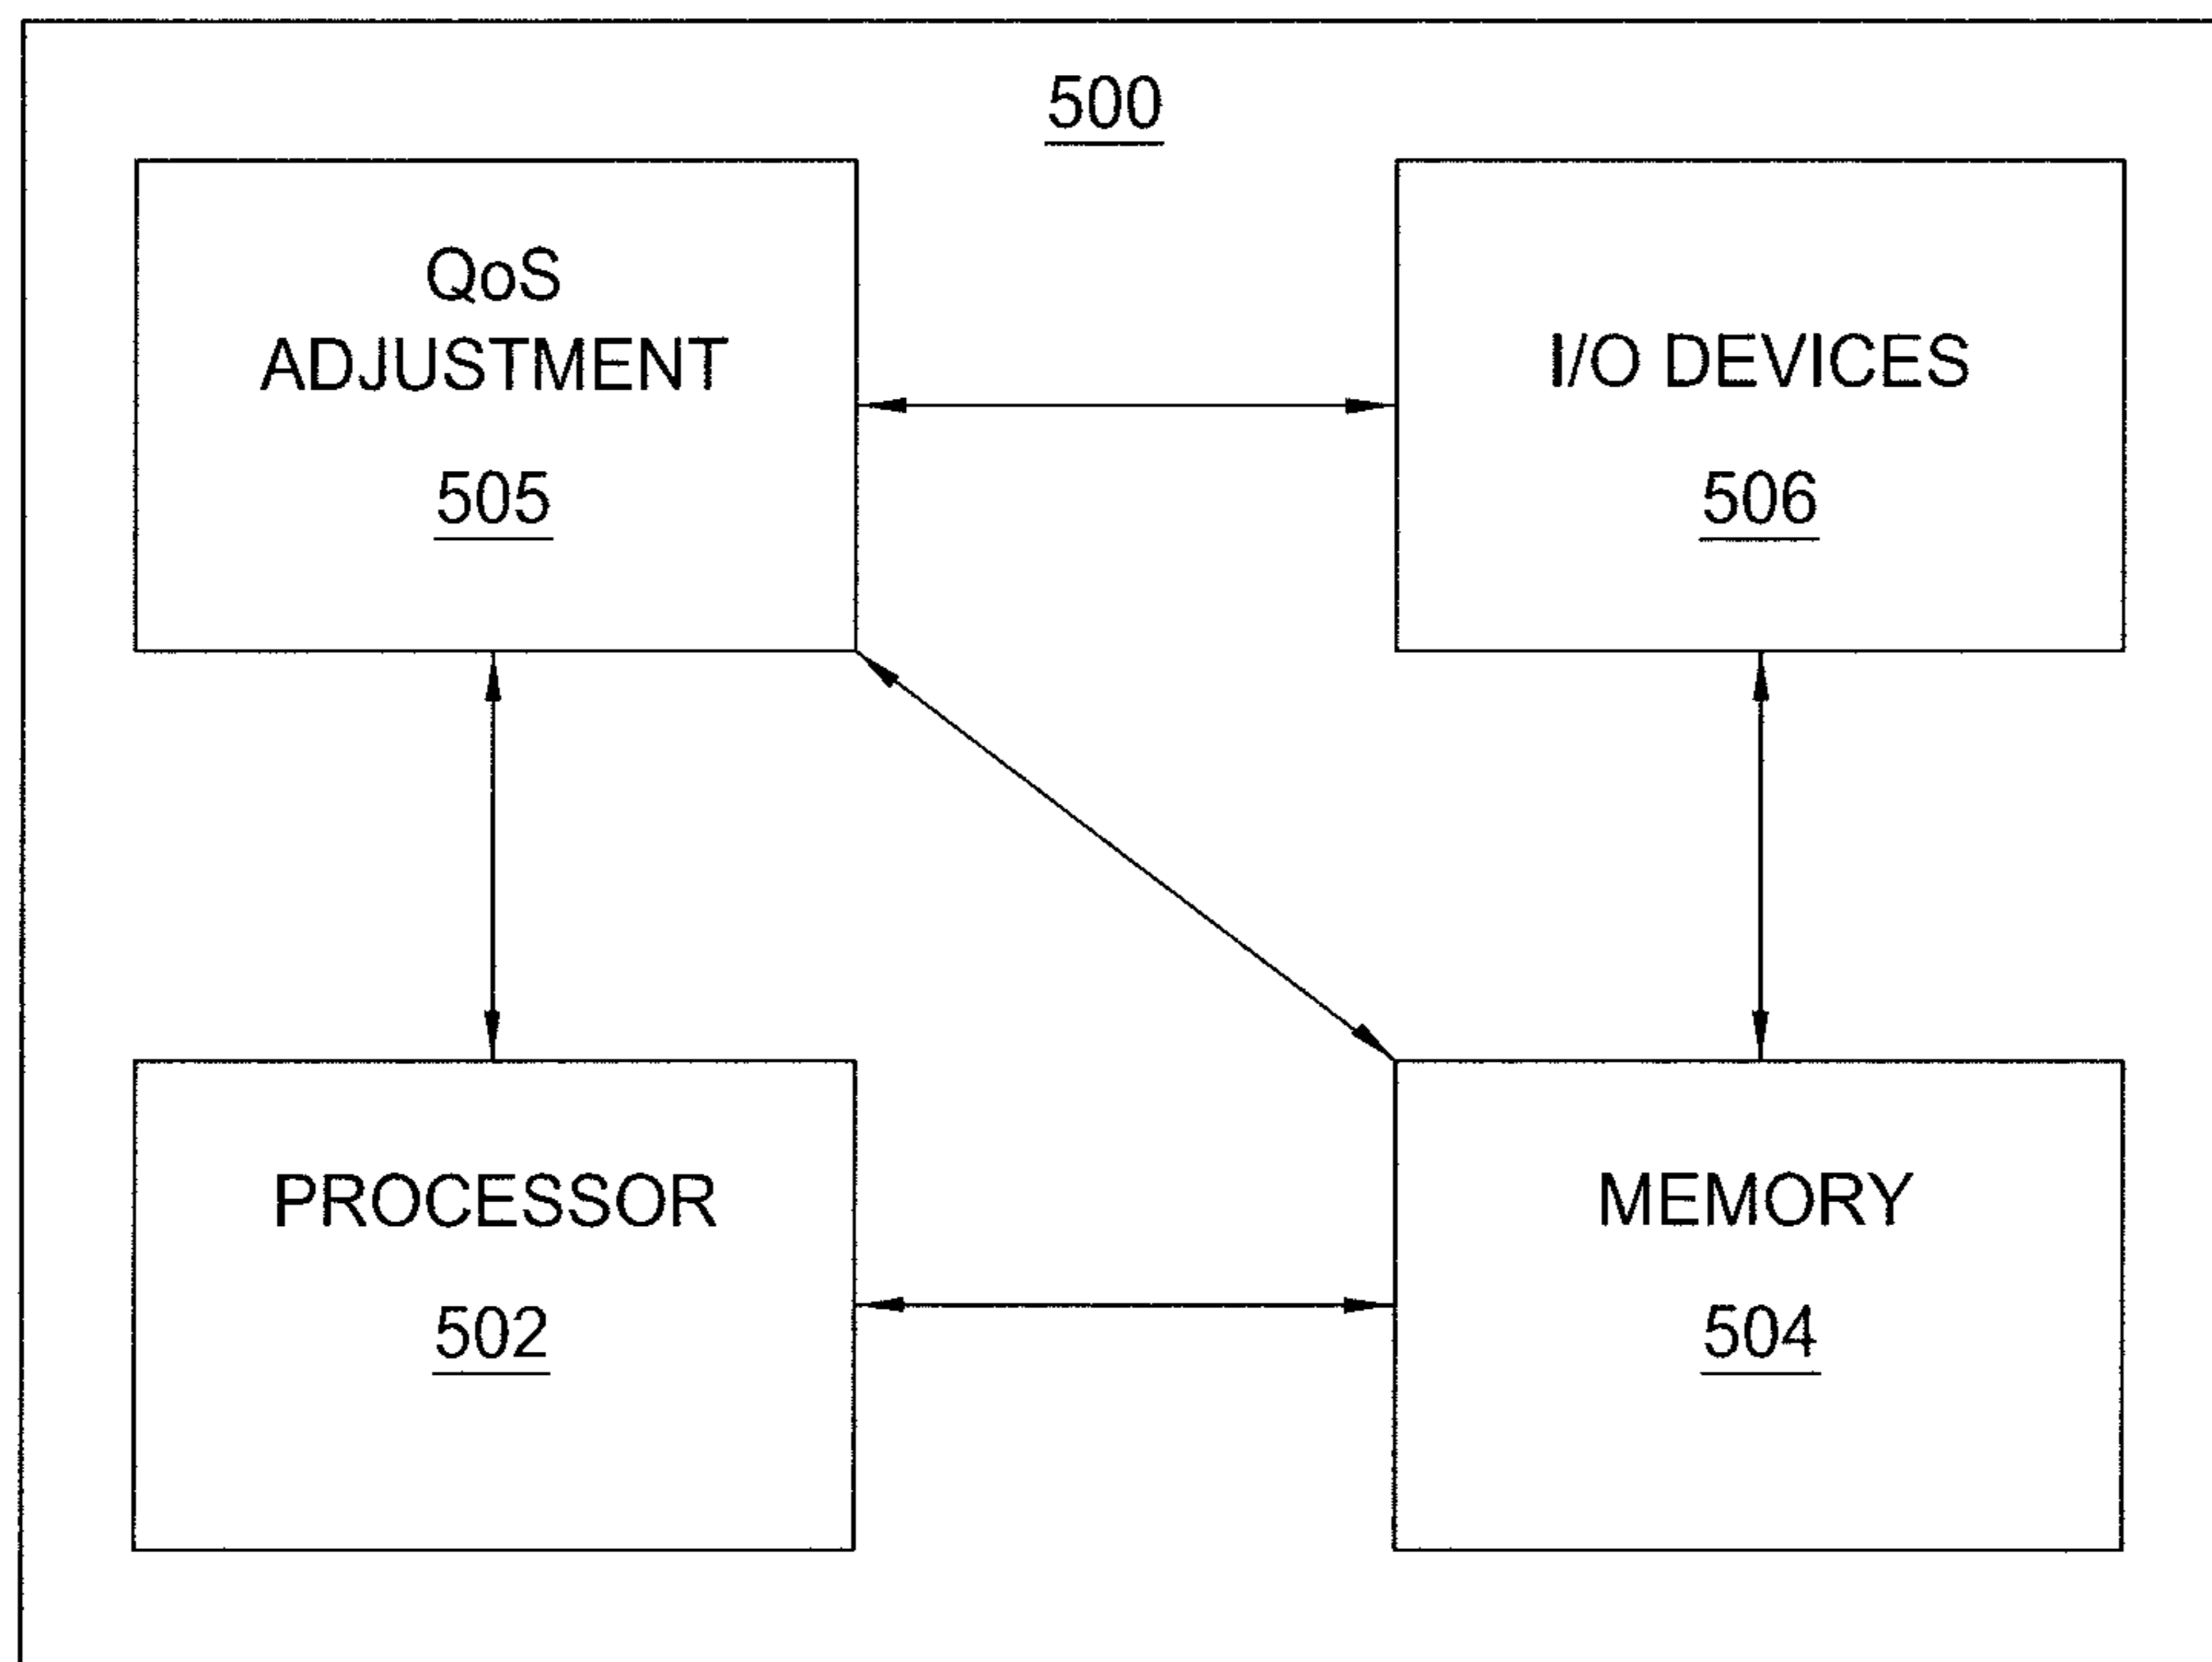 500
QoS
ADJUSTMENT
505
I/O DEVICES
506
PROCESSOR
502
MEMORY
504